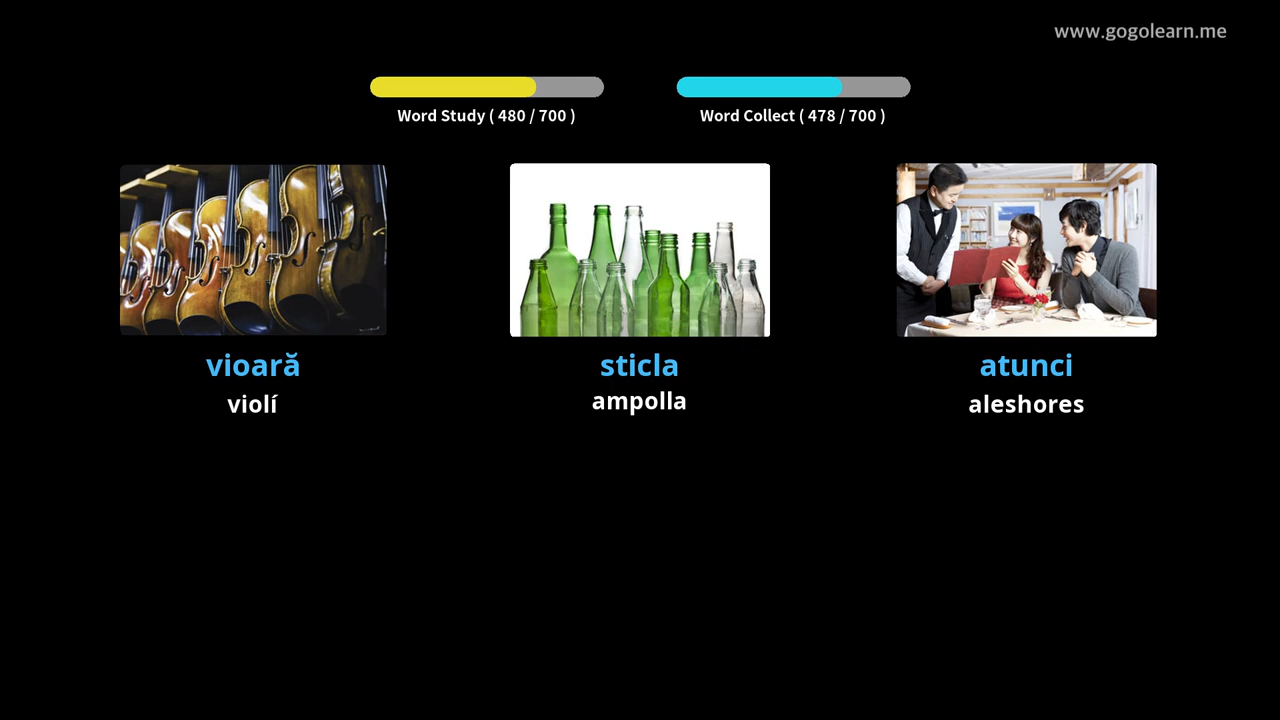 www.gogolearn.me
Word Study ( 480 / 700 )
Word Collect ( 478 / 700 )
vioară
violí
sticla
ampolla
atunci
aleshores